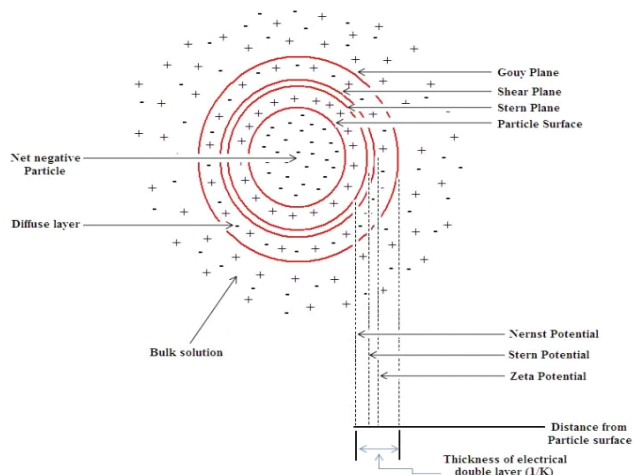 Gouy Plane
Shear Plane
Stern Plane
Particle Surface
Net negative
Particle
Diffuse layer
Bulk solution
Nernst Potential
Stern Potential
Zeta Potential
Distance from
Particle surface
Thickness of electrical
double layer (1/K)